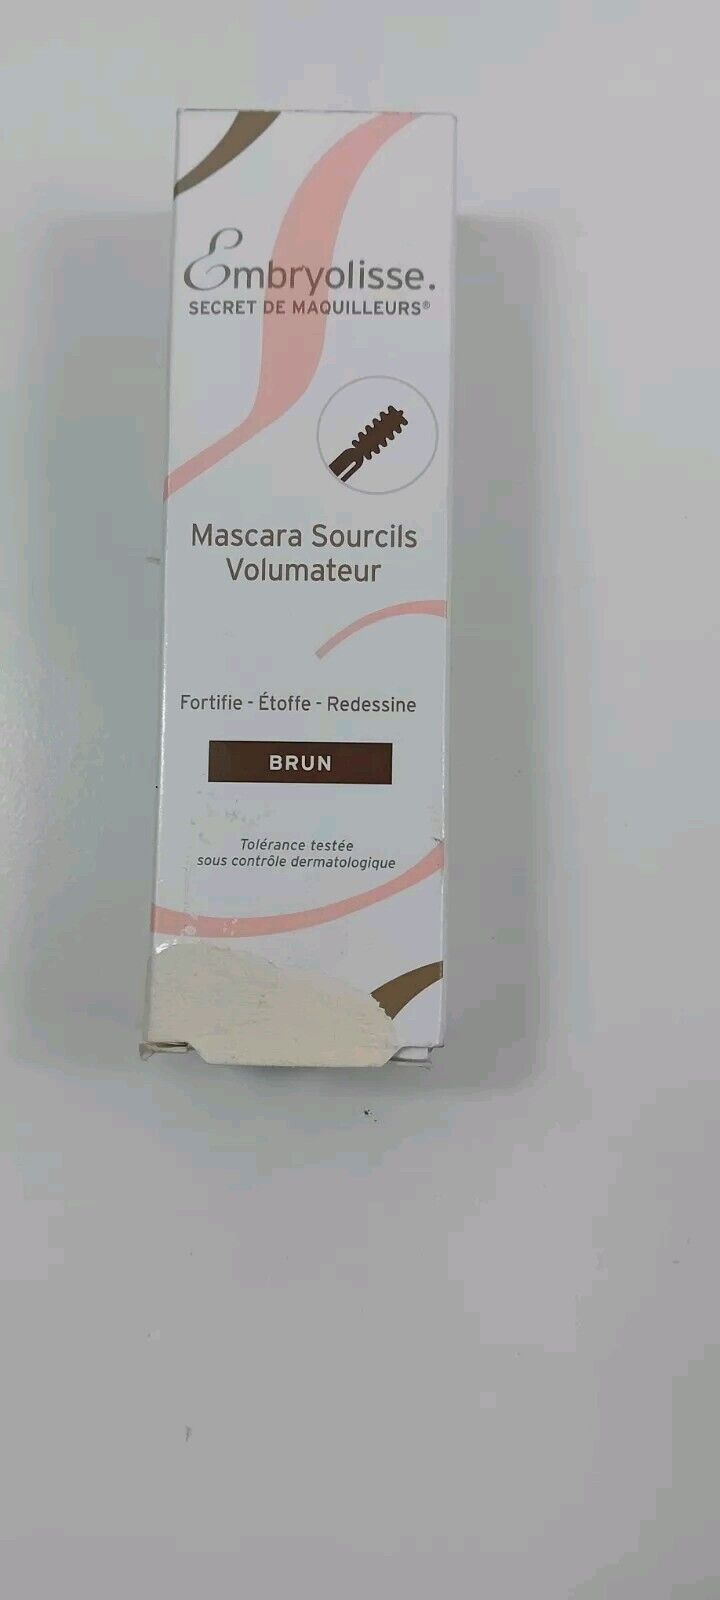 Embryolisse.
SECRET DE MAQUILLEURS®
Mascara Sourcils
Volumateur
Fortifie - Étoffe - Redessine
BRUN
Tolérance testée
sous contrôle dermatologique